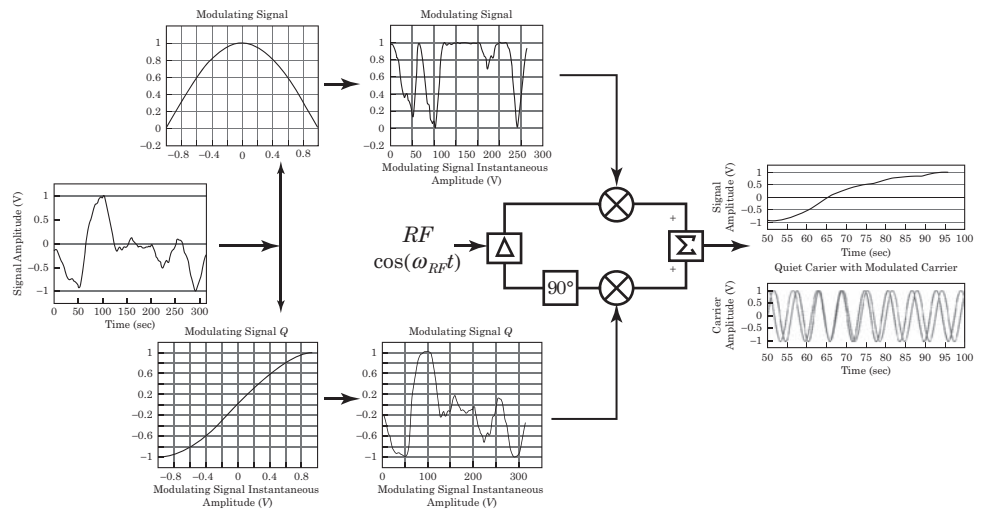 Modulating Signal
1
0.8
0.6
0.4
0.2
0
−0.2
−0.8 −0.4 0 0.4 0.8
Modulating Signal
1
0.8
0.6
0.4
0.2
0
−0.2
0 50 100 150 200 250 300
Modulating Signal Instantaneous
Amplitude (V)
Signal Amplitude (V)
1
0.5
0
−0.5
−1
0 50 100 150 200 250 300
Time (sec)
RF
cos(ω_RF t)
Δ
90°
Σ
+
+
Signal
Amplitude (V)
1
0.5
0
−0.5
−1
50 55 60 65 70 75 80 85 90 95 100
Time (sec)
Quiet Carier with Modulated Carrier
Carrier
Amplitude (V)
1
0.5
0
−0.5
−1
50 55 60 65 70 75 80 85 90 95 100
Time (sec)
Modulating Signal Q
1
0.6
0.2
−0.2
−0.6
−1
−0.8 −0.4 0 0.4 0.8
Modulating Signal Instantaneous
Amplitude (V)
Modulating Signal Q
1
0.6
0.2
−0.2
−0.6
−1
0 100 200 300
Modulating Signal Instantaneous
Amplitude (V)